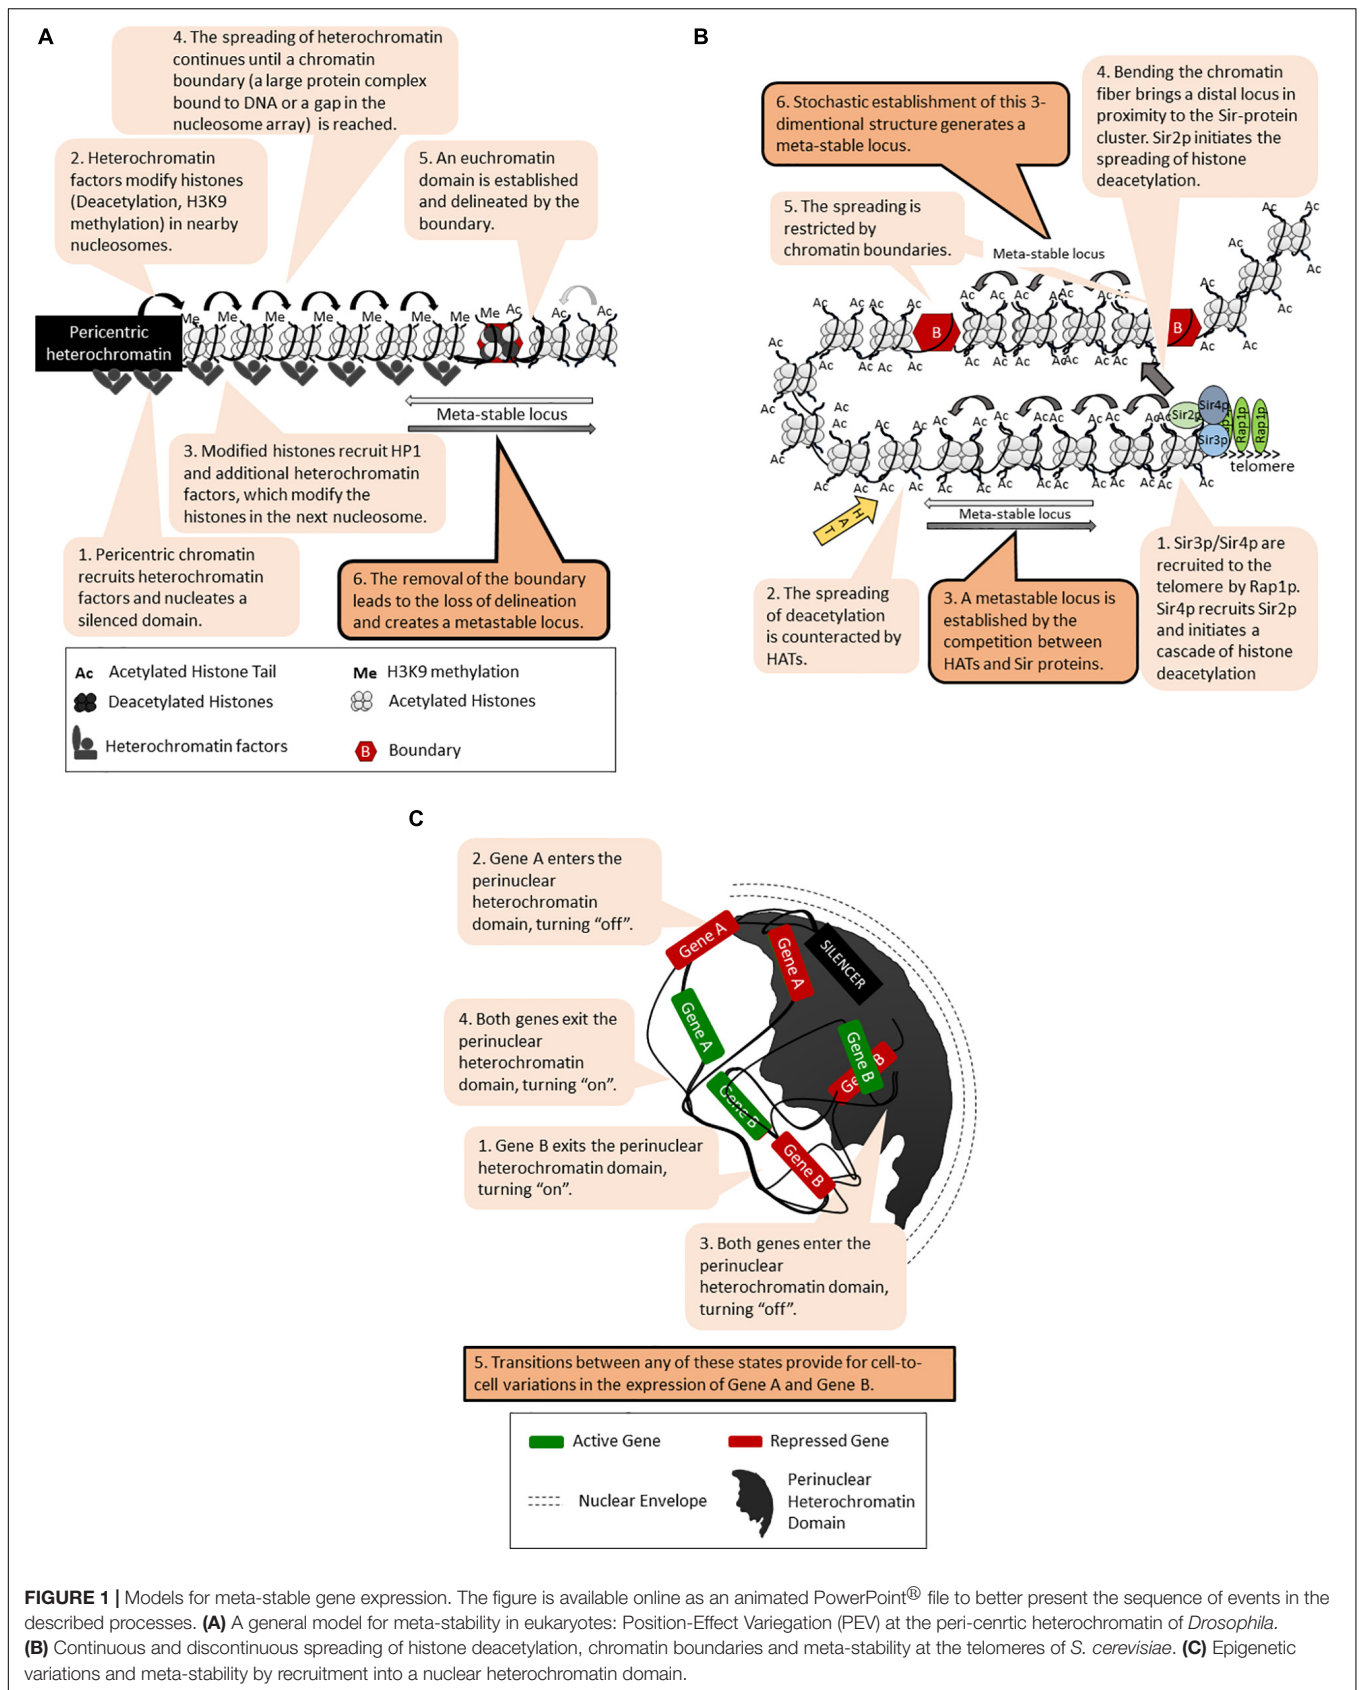 A
4. The spreading of heterochromatin
continues until a chromatin
boundary (a large protein complex
bound to DNA or a gap in the
nucleosome array) is reached.
2. Heterochromatin
factors modify histones
(Deacetylation, H3K9
methylation) in nearby
nucleosomes.
5. An euchromatin
domain is established
and delineated by the
boundary.
Me Me Me Me Me Me Me Ac Ac Ac
Pericentric
heterochromatin
Meta-stable locus
3. Modified histones recruit HP1
and additional heterochromatin
factors, which modify the
histones in the next nucleosome.
1. Pericentric chromatin
recruits heterochromatin
factors and nucleates a
silenced domain.
6. The removal of the boundary
leads to the loss of delineation
and creates a metastable locus.
Ac Acetylated Histone Tail
Me H3K9 methylation
Deacetylated Histones
Acetylated Histones
Heterochromatin factors
B Boundary
B
6. Stochastic establishment of this 3-
dimentional structure generates a
meta-stable locus.
4. Bending the chromatin
fiber brings a distal locus in
proximity to the Sir-protein
cluster. Sir2p initiates the
spreading of histone
deacetylation.
5. The spreading is
restricted by
chromatin boundaries.
Meta-stable locus
B
B
Sir2p
Sir4p
Sir3p
Rap1p
Rap1p
telomere
HAT
Meta-stable locus
2. The spreading
of deacetylation
is counteracted by
HATs.
3. A metastable locus is
established by the
competition between
HATs and Sir proteins.
1. Sir3p/Sir4p are
recruited to the
telomere by Rap1p.
Sir4p recruits Sir2p
and initiates a
cascade of histone
deacetylation
C
2. Gene A enters the
perinuclear
heterochromatin
domain, turning “off”.
Gene A
Gene A
SILENCER
Gene A
4. Both genes exit the
perinuclear
heterochromatin
domain, turning “on”.
Gene B
Gene B
1. Gene B exits the perinuclear
heterochromatin domain,
turning “on”.
Gene B
3. Both genes enter the
perinuclear
heterochromatin domain,
turning “off”.
5. Transitions between any of these states provide for cell-to-
cell variations in the expression of Gene A and Gene B.
Active Gene
Repressed Gene
Nuclear Envelope
Perinuclear
Heterochromatin
Domain
FIGURE 1 | Models for meta-stable gene expression. The figure is available online as an animated PowerPoint® file to better present the sequence of events in the
described processes. (A) A general model for meta-stability in eukaryotes: Position-Effect Variegation (PEV) at the peri-cenrtic heterochromatin of Drosophila.
(B) Continuous and discontinuous spreading of histone deacetylation, chromatin boundaries and meta-stability at the telomeres of S. cerevisiae. (C) Epigenetic
variations and meta-stability by recruitment into a nuclear heterochromatin domain.